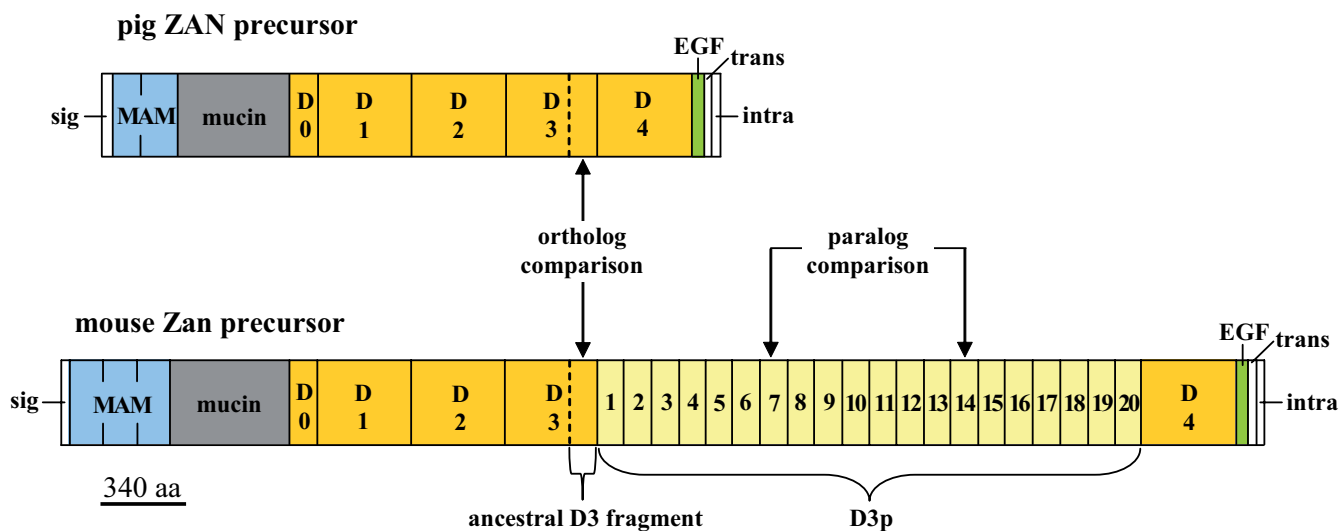 pig ZAN precursor
EGF
trans
sig
MAM
mucin
D
0
D
1
D
2
D
3
D
4
intra
ortholog
comparison
paralog
comparison
mouse Zan precursor
EGF
trans
sig
MAM
mucin
D
0
D
1
D
2
D
3
1 2 3 4 5 6 7 8 9 10 11 12 13 14 15 16 17 18 19 20
D
4
intra
340 aa
ancestral D3 fragment
D3p